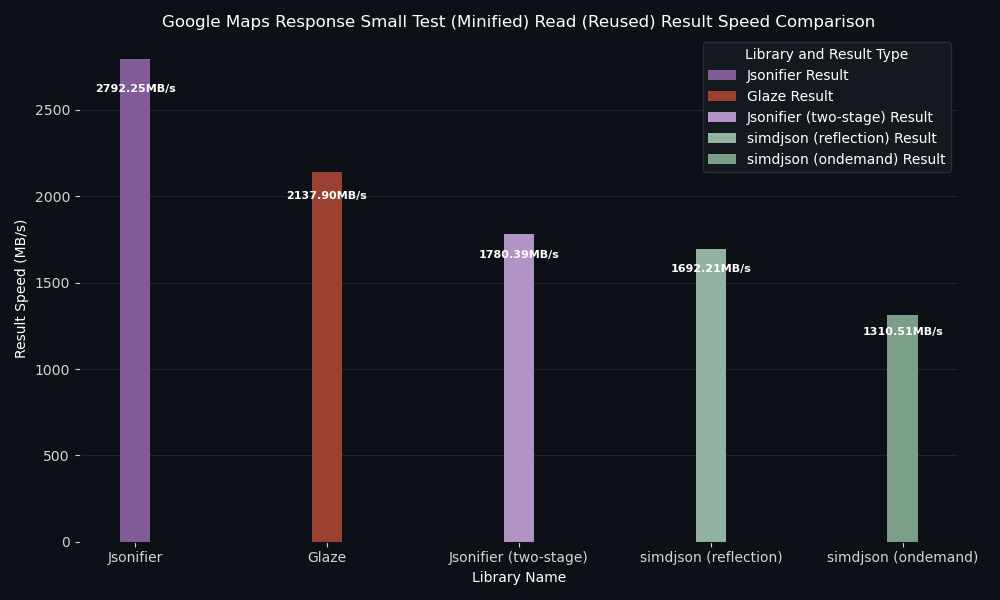 Google Maps Response Small Test (Minified) Read (Reused) Result Speed Comparison
Library and Result Type
Jsonifier Result
Glaze Result
Jsonifier (two-stage) Result
simdjson (reflection) Result
simdjson (ondemand) Result
Result Speed (MB/s)
2500
2000
1500
1000
500
0
2792.25MB/s
2137.90MB/s
1780.39MB/s
1692.21MB/s
1310.51MB/s
Jsonifier
Glaze
Jsonifier (two-stage)
simdjson (reflection)
simdjson (ondemand)
Library Name